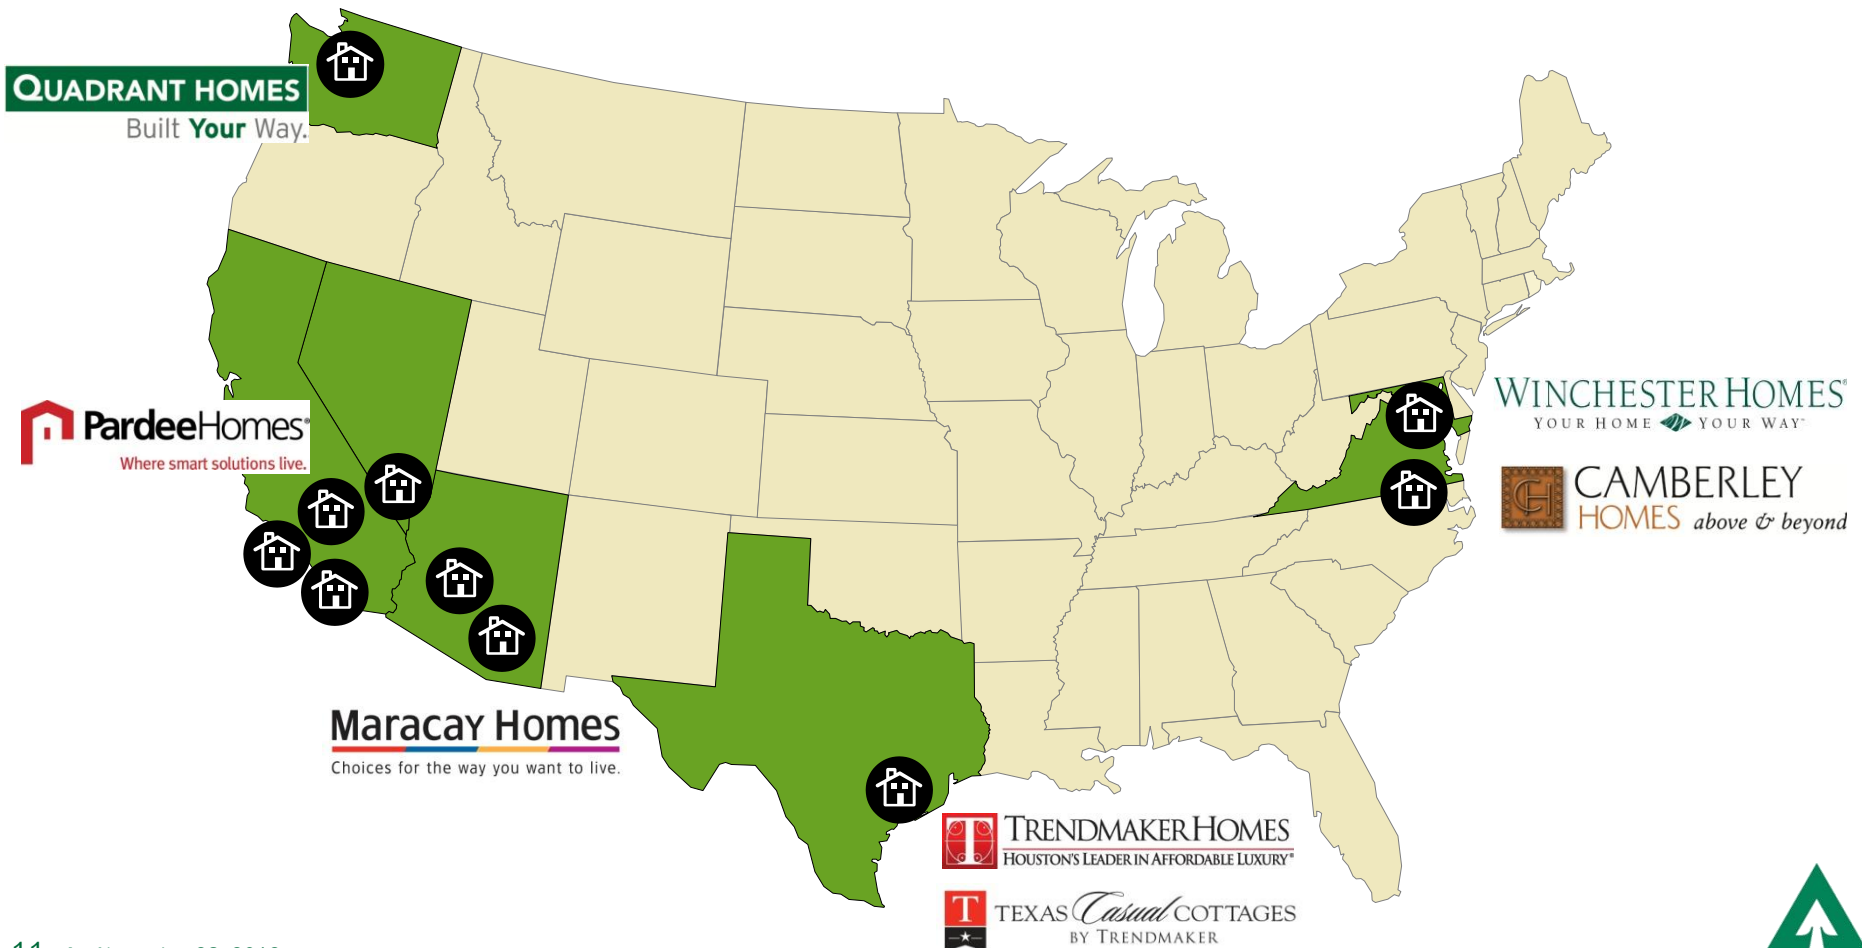 QUADRANT HOMES
Built Your Way.
PardeeHomes®
Where smart solutions live.
WINCHESTER HOMES®
YOUR HOME YOUR WAY
CH
CAMBERLEY
HOMES above & beyond
Maracay Homes
Choices for the way you want to live.
T TRENDMAKER HOMES
HOUSTON'S LEADER IN AFFORDABLE LUXURY®
T TEXAS Casual COTTAGES
BY TRENDMAKER
11